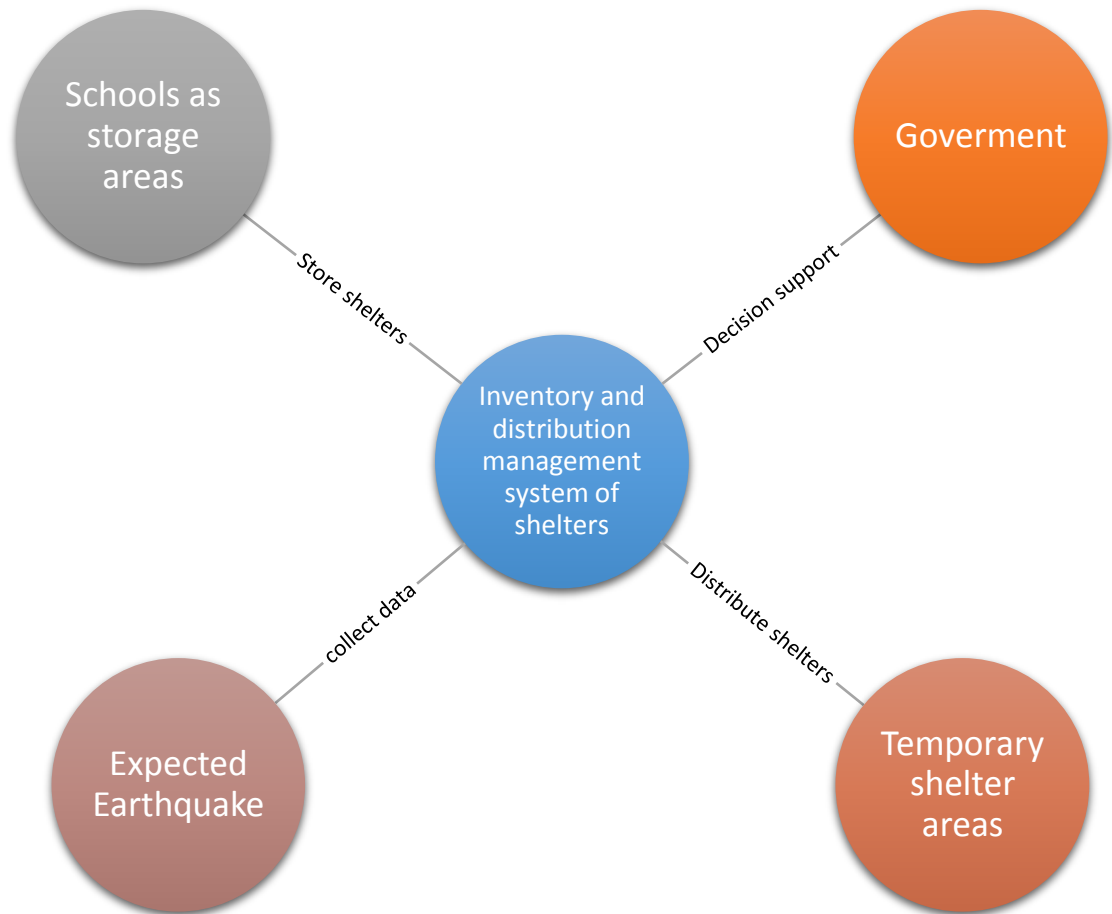 Schools as
storage
areas
Goverment
Store shelters
Decision support
Inventory and
distribution
management
system of
shelters
collect data
Distribute shelters
Expected
Earthquake
Temporary
shelter
areas